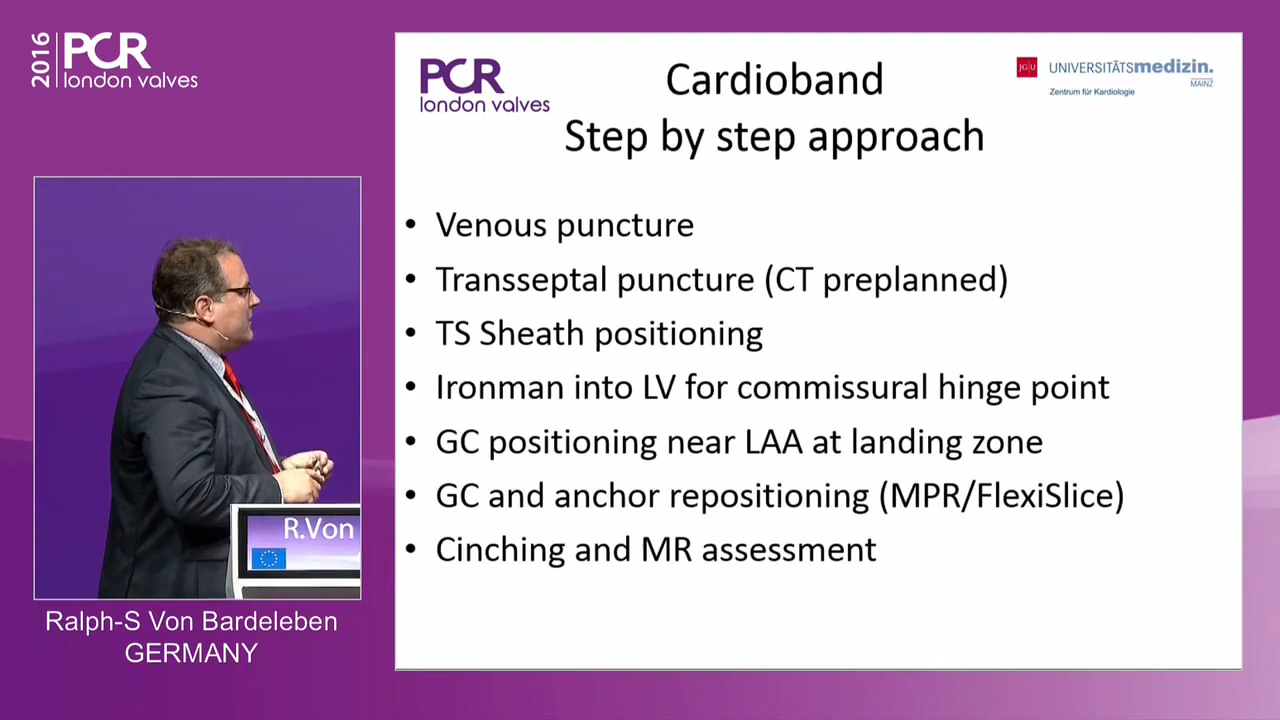 2016
PCR
london valves
PCR
london valves
Cardioband
Step by step approach
JG|U
UNIVERSITÄTSmedizin.
MAINZ
Zentrum für Kardiologie
• Venous puncture
• Transseptal puncture (CT preplanned)
• TS Sheath positioning
• Ironman into LV for commissural hinge point
• GC positioning near LAA at landing zone
• GC and anchor repositioning (MPR/FlexiSlice)
• Cinching and MR assessment
R.Von
Ralph-S Von Bardeleben
GERMANY